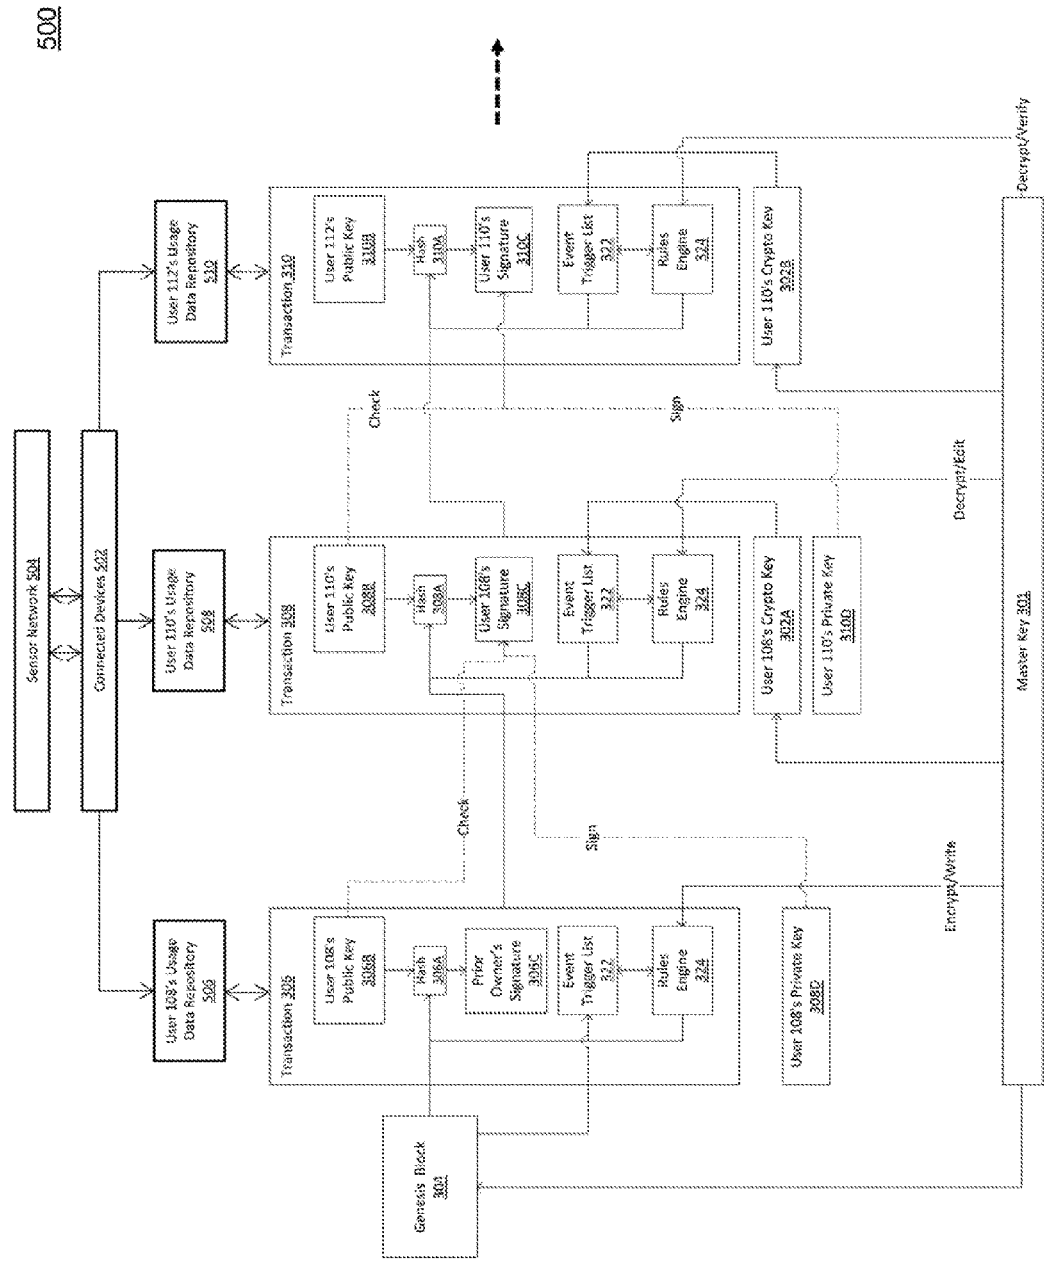 500
Sensor Network 504
Connected Devices 502
User 108's Usage
Data Repository
506
User 110's Usage
Data Repository
508
User 112's Usage
Data Repository
510
Transaction 306
User 108's
Public Key
306B
Hash
306A
Prior
Owner's
Signature
306C
Event
Trigger List
322
Rules
Engine
324
Transaction 308
User 110's
Public Key
308B
Hash
308A
User 108's
Signature
308C
Event
Trigger List
322
Rules
Engine
324
Transaction 310
User 112's
Public Key
310B
Hash
310A
User 110's
Signature
310C
Event
Trigger List
322
Rules
Engine
324
Genesis Block
304
Check
Check
Sign
Sign
User 108's Private Key
308D
User 108's Crypto Key
302A
User 110's Private Key
310D
User 110's Crypto Key
302B
Encrypt/Write
Decrypt/Edit
Decrypt/Verify
Master Key 301